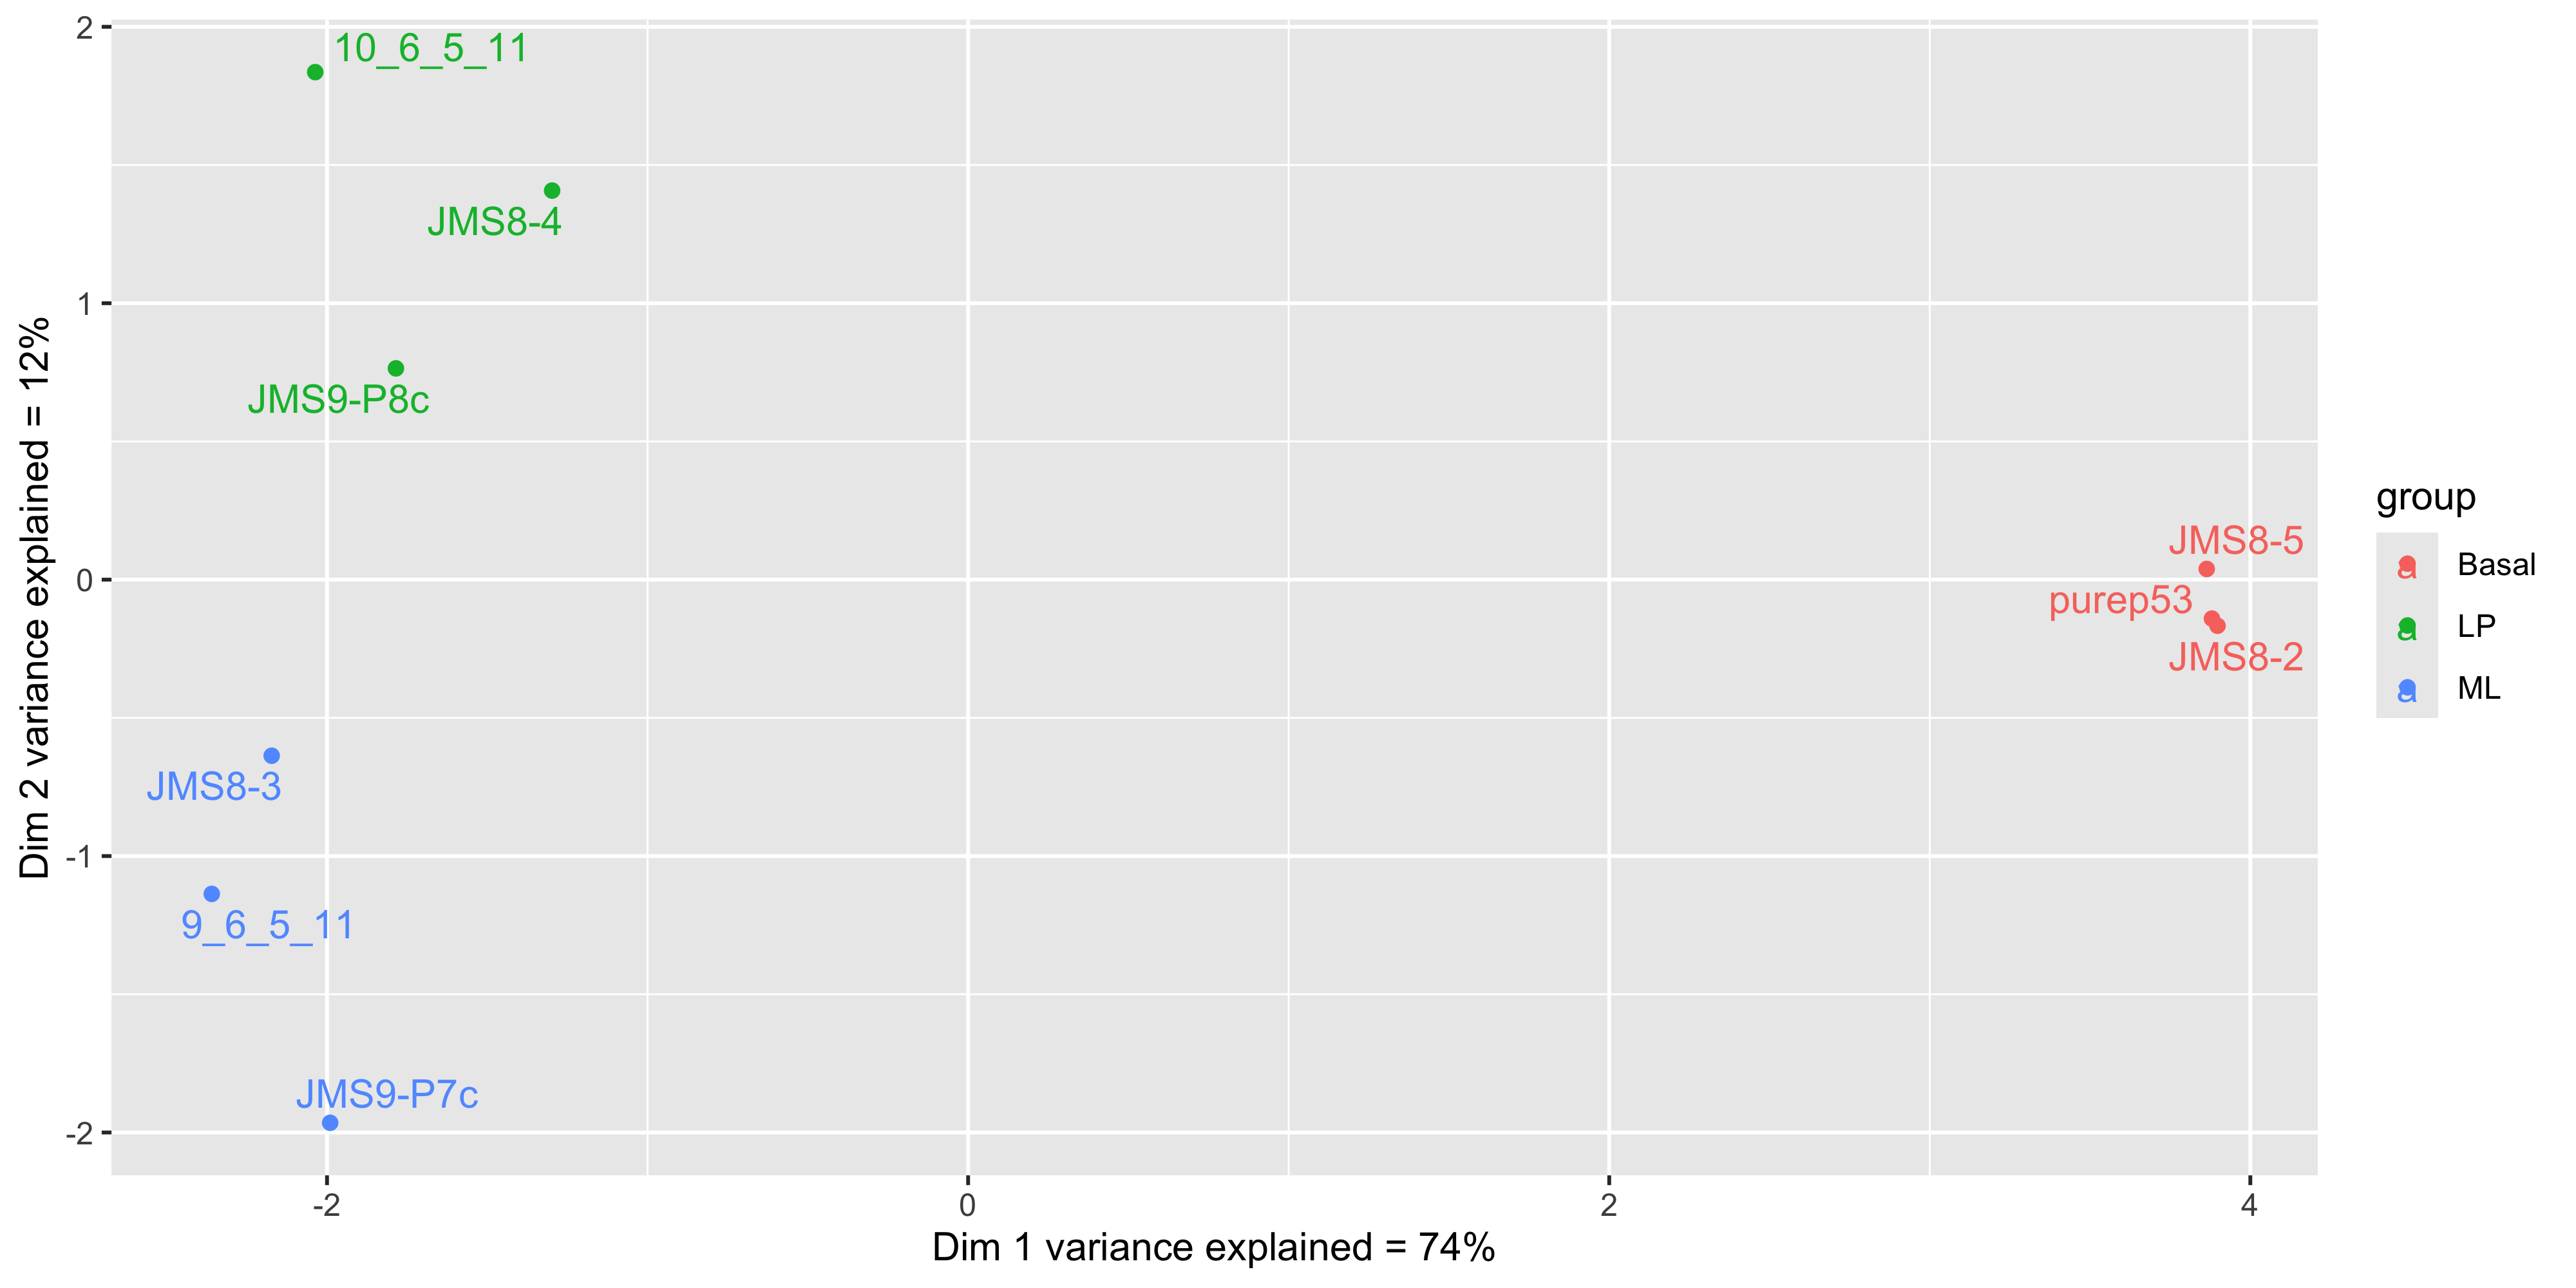 2
10_6_5_11
JMS8-4
1
JMS9-P8c
Dim 2 variance explained = 12%
JMS8-5
0
purep53
JMS8-2
JMS8-3
-1
9_6_5_11
JMS9-P7c
-2
-2
0
2
4
Dim 1 variance explained = 74%
group
a Basal
a LP
a ML